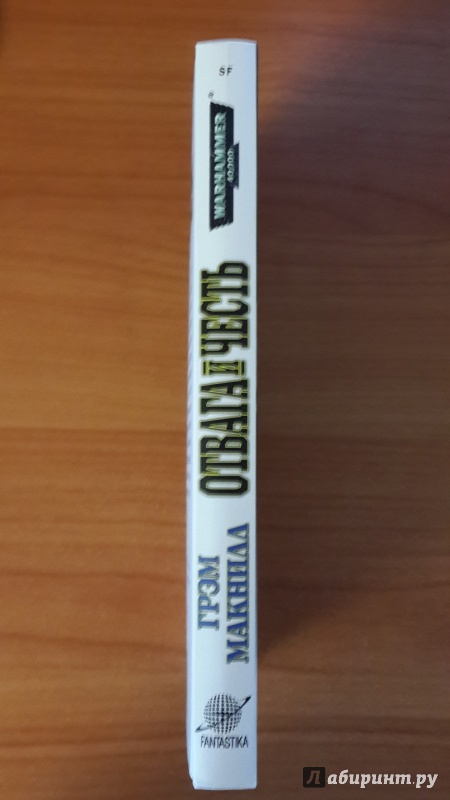 SF
WARHAMMER
40,000
ОТВАГА И ЧЕСТЬ
ГРЭМ
МАКНИЛЛ
FANTASTIKA
Лабиринт.ру